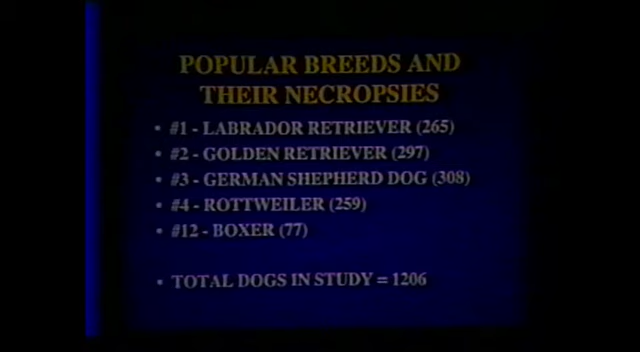 POPULAR BREEDS AND
THEIR NECROPSIES
• #1 - LABRADOR RETRIEVER (265)
• #2 - GOLDEN RETRIEVER (297)
• #3 - GERMAN SHEPHERD DOG (308)
• #4 - ROTTWEILER (259)
• #12 - BOXER (77)
• TOTAL DOGS IN STUDY = 1206